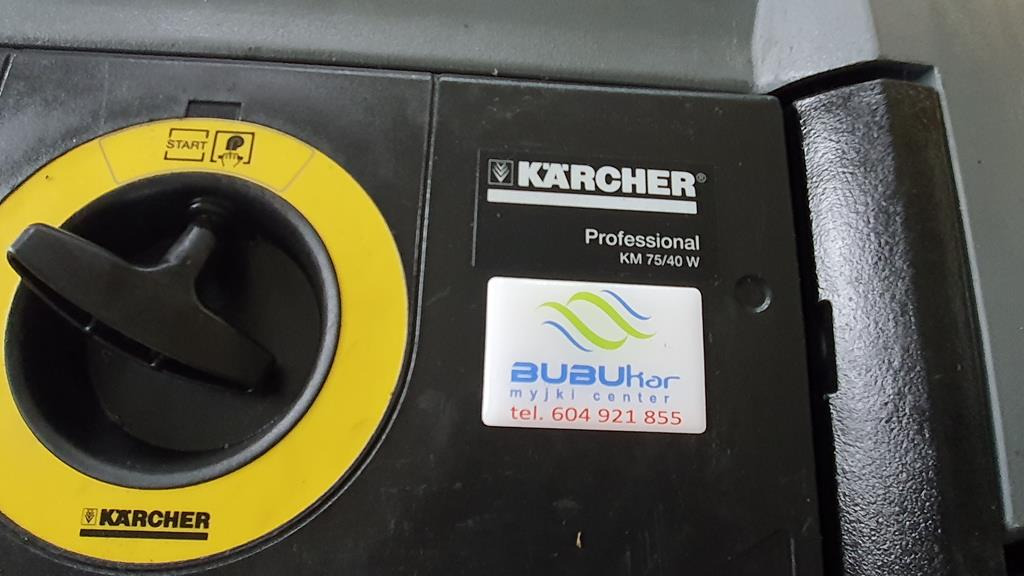 START
KÄRCHER
KÄRCHER®
Professional
KM 75/40 W
BUBUkar
myjki center
tel. 604 921 855